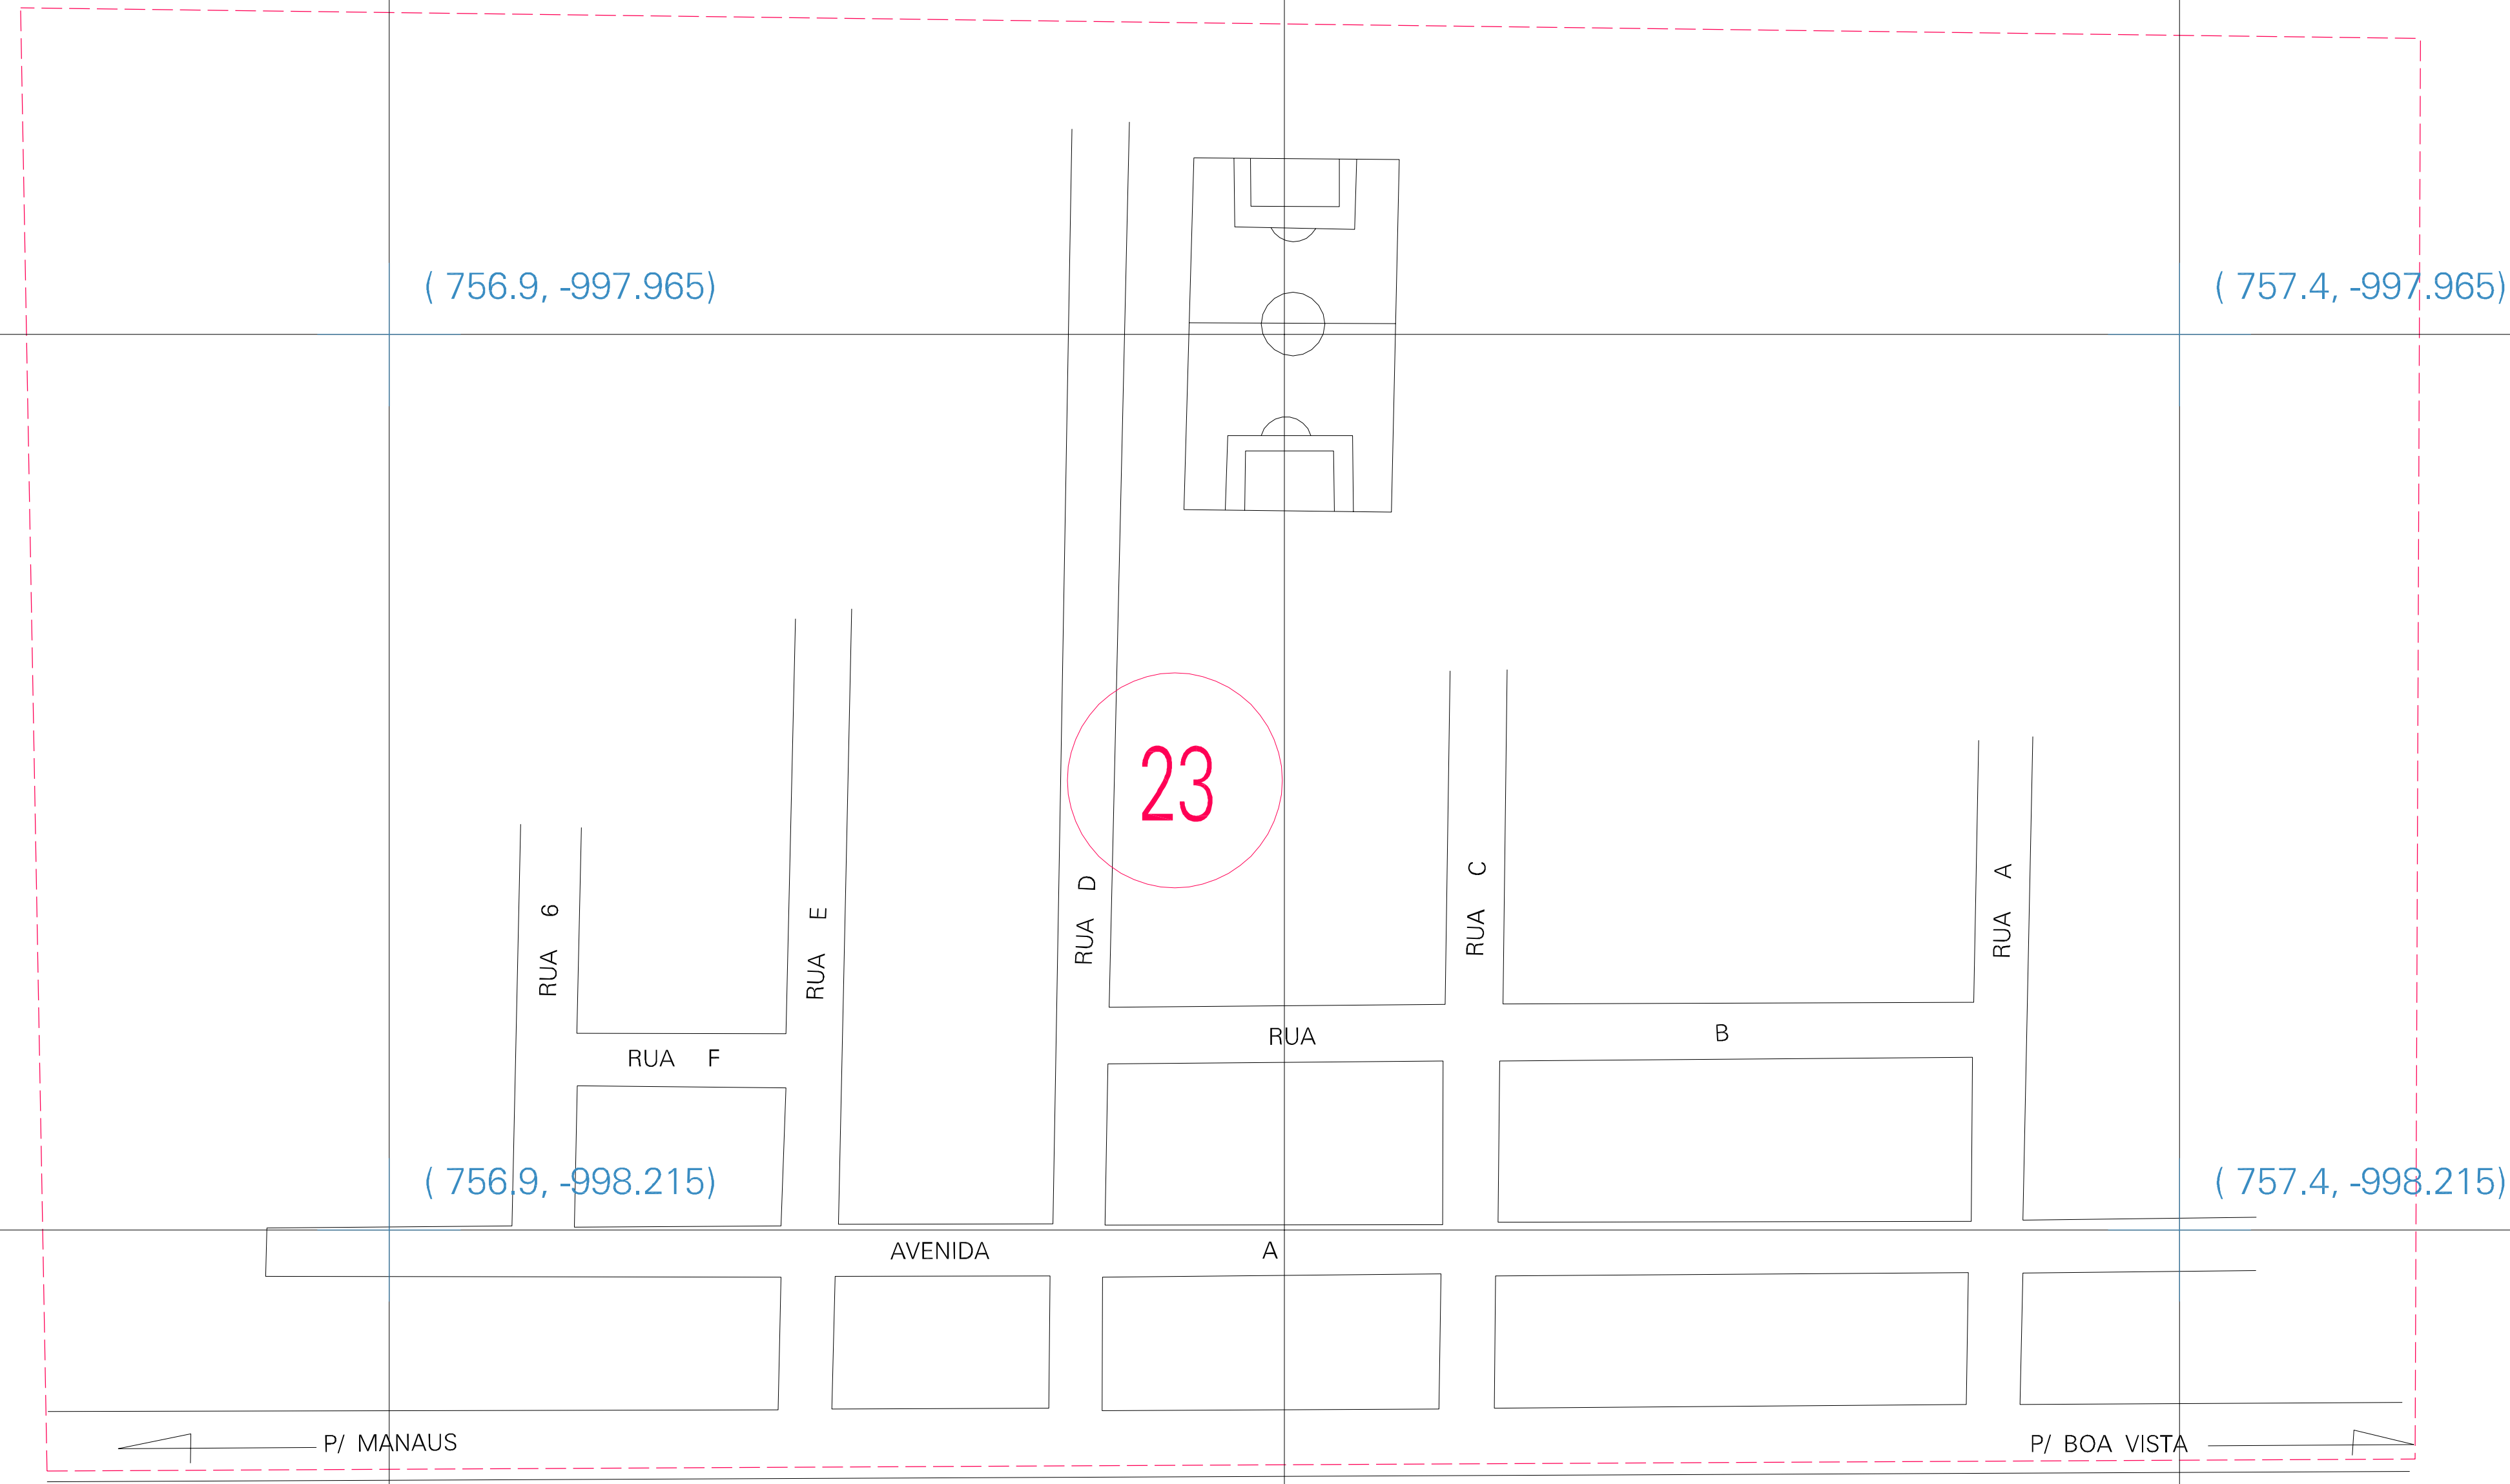 ( 756.9, -997.965)
( 757.4, -997.965)
23
RUA 6
RUA E
RUA D
RUA C
RUA A
RUA F
RUA B
( 756.9, -998.215)
( 757.4, -998.215)
AVENIDA A
P/ MANAUS
P/ BOA VISTA